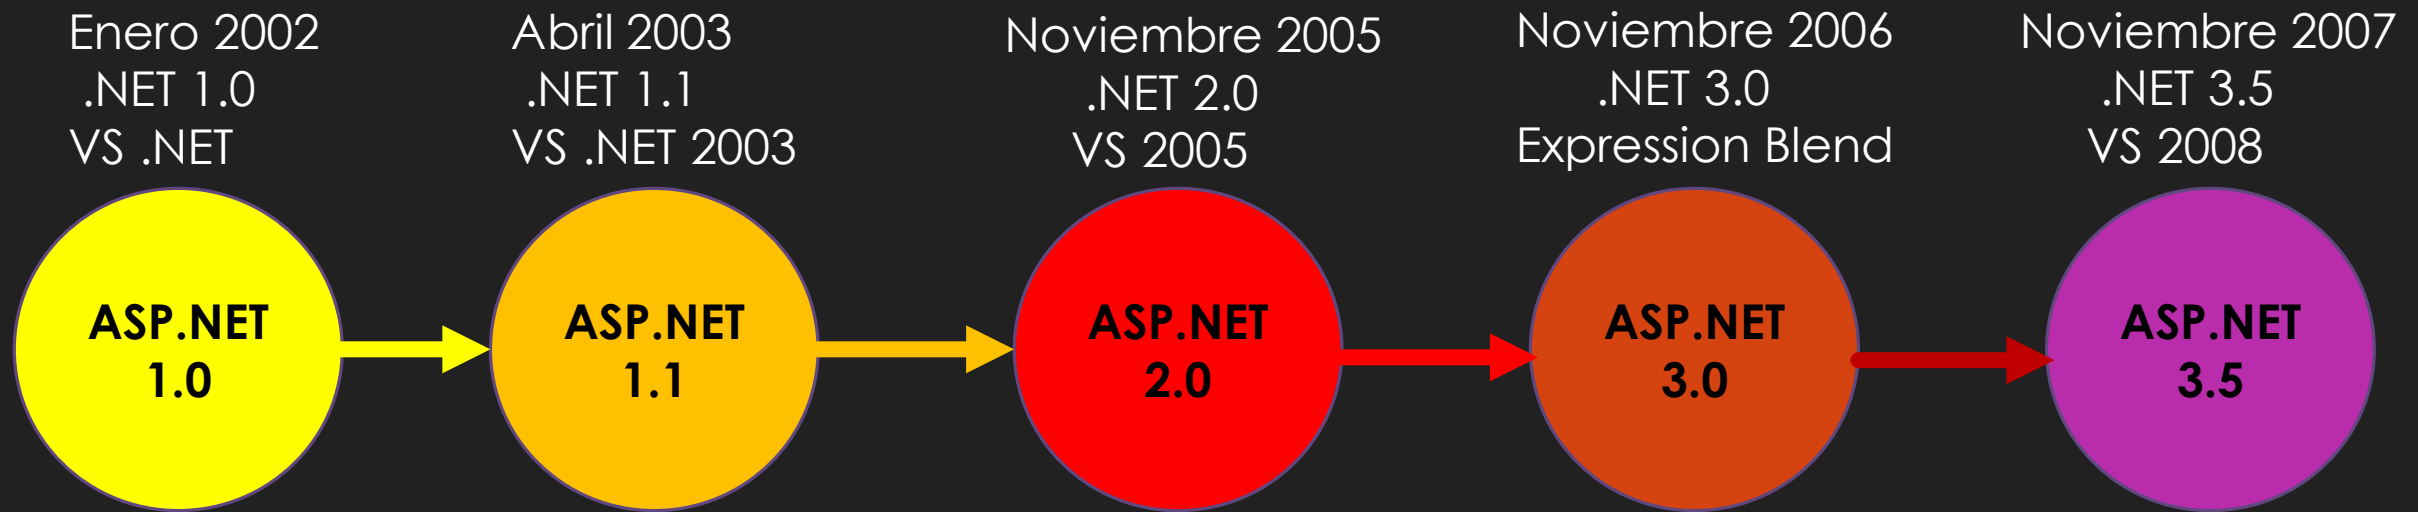 Enero 2002
.NET 1.0
VS .NET
Abril 2003
.NET 1.1
VS .NET 2003
Noviembre 2005
.NET 2.0
VS 2005
Noviembre 2006
.NET 3.0
Expression Blend
Noviembre 2007
.NET 3.5
VS 2008
ASP.NET
1.0
ASP.NET
1.1
ASP.NET
2.0
ASP.NET
3.0
ASP.NET
3.5